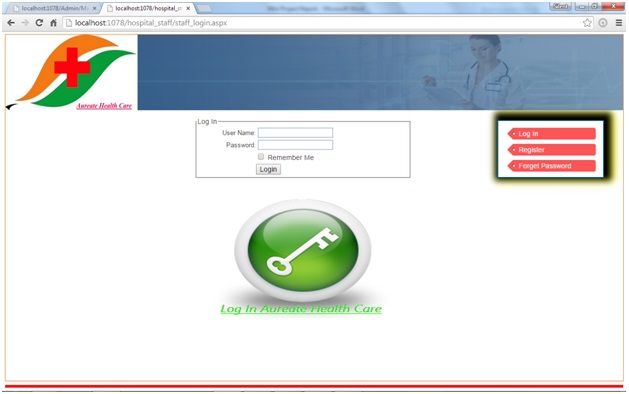 localhost:1078/Admin/M
localhost:1078/hospital_s
localhost:1078/hospital_staff/staff_login.aspx
Aureate Health Care
Log In
User Name
Password
Remember Me
Login
Log In
Register
Forget Password
Log In Aureate Health Care